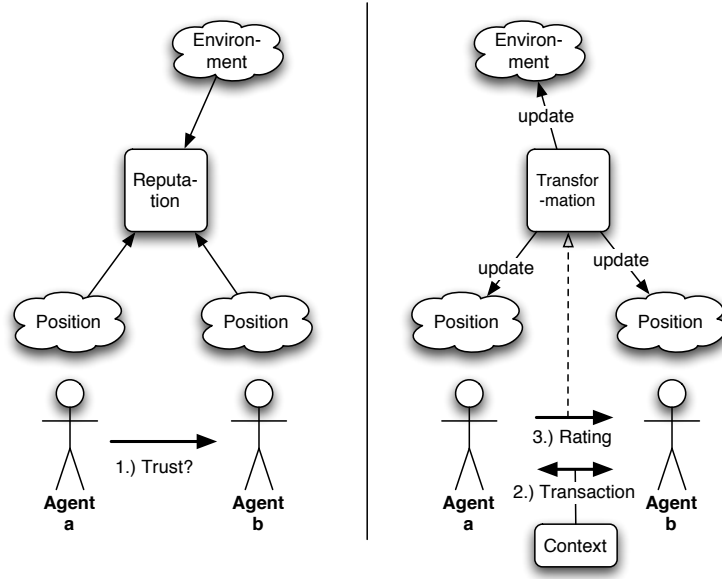 Environ-
ment
Reputa-
tion
Position
Position
1.) Trust?
Agent
a
Agent
b
Environ-
ment
update
Transfor
-mation
update
update
Position
Position
3.) Rating
2.) Transaction
Agent
a
Agent
b
Context